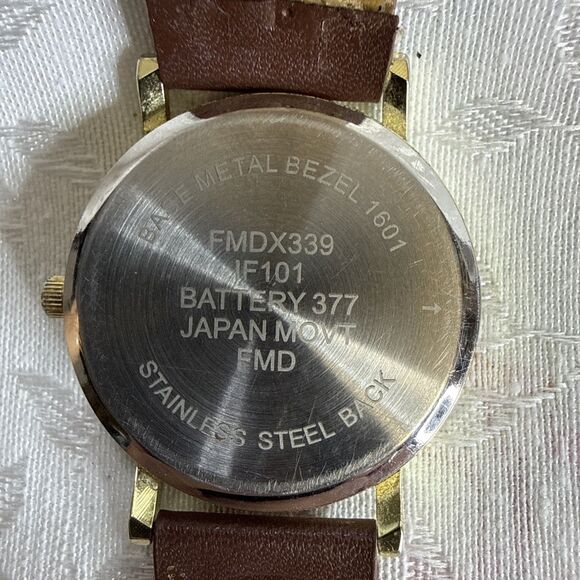 BASE METAL BEZEL 1601
FMDX339
IF101
BATTERY 377
JAPAN MOVT
FMD
STAINLESS STEEL BACK